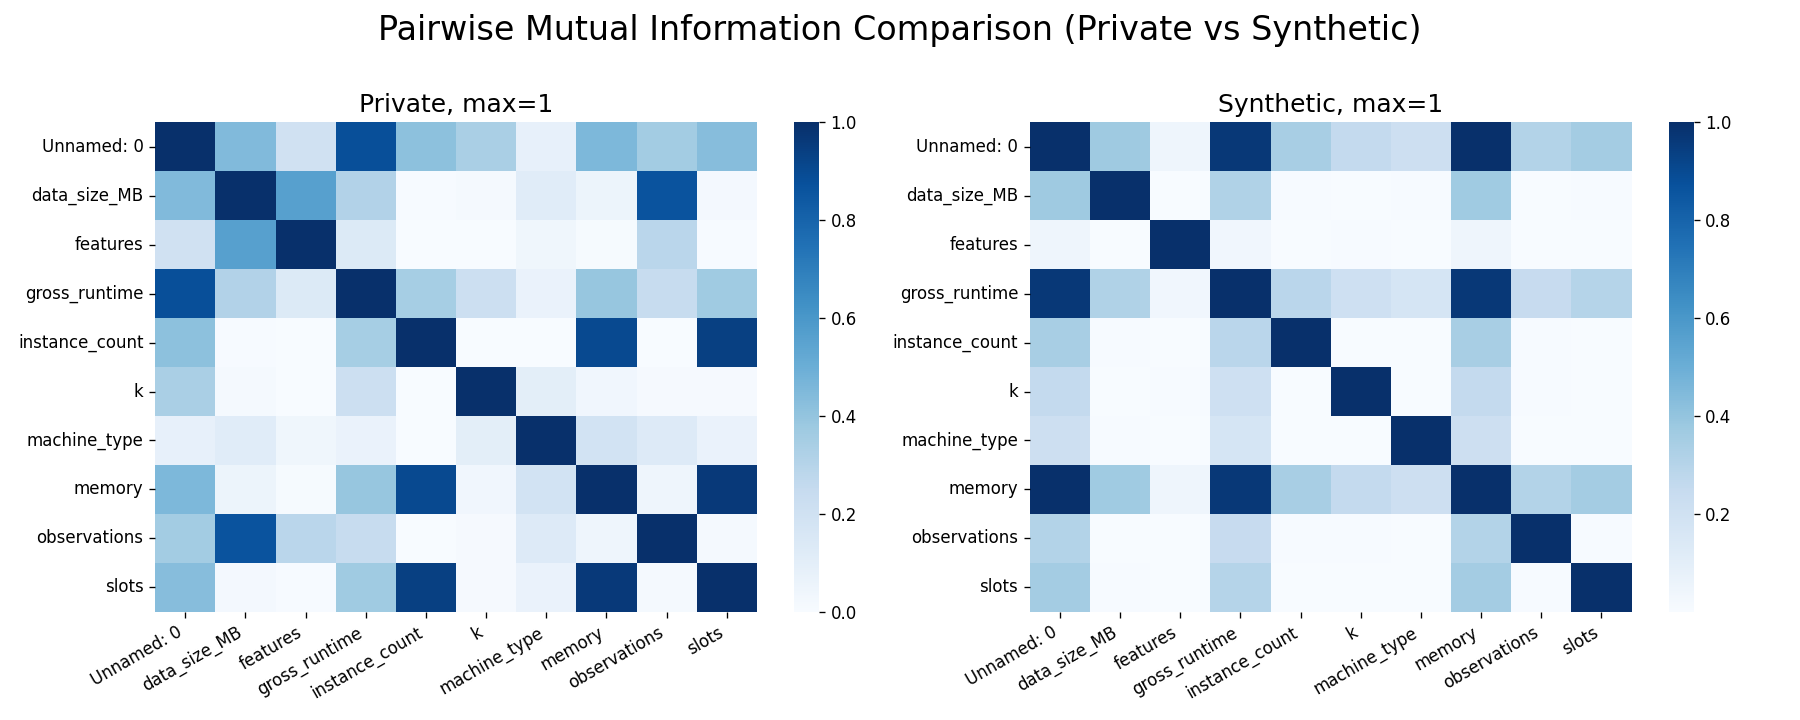 Pairwise Mutual Information Comparison (Private vs Synthetic)
Private, max=1
Unnamed: 0
data_size_MB
features
gross_runtime
instance_count
k
machine_type
memory
observations
slots
Unnamed: 0
data_size_MB
features
gross_runtime
instance_count
k
machine_type
memory
observations
slots
1.0
0.8
0.6
0.4
0.2
0.0
Synthetic, max=1
Unnamed: 0
data_size_MB
features
gross_runtime
instance_count
k
machine_type
memory
observations
slots
Unnamed: 0
data_size_MB
features
gross_runtime
instance_count
k
machine_type
memory
observations
slots
1.0
0.8
0.6
0.4
0.2